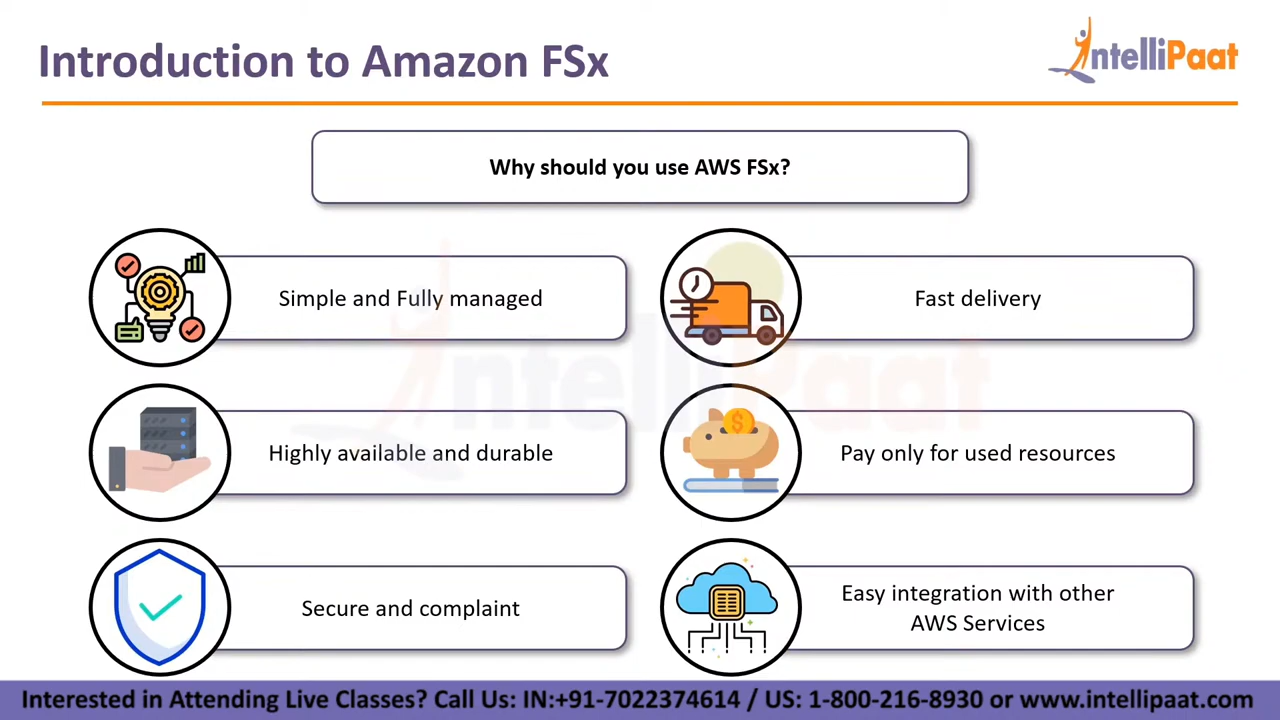 Introduction to Amazon FSx
IntelliPaat
Why should you use AWS FSx?
Simple and Fully managed
Fast delivery
Highly available and durable
Pay only for used resources
Secure and complaint
Easy integration with other
AWS Services
IntelliPaat
Interested in Attending Live Classes? Call Us: IN:+91-7022374614 / US: 1-800-216-8930 or www.intellipaat.com